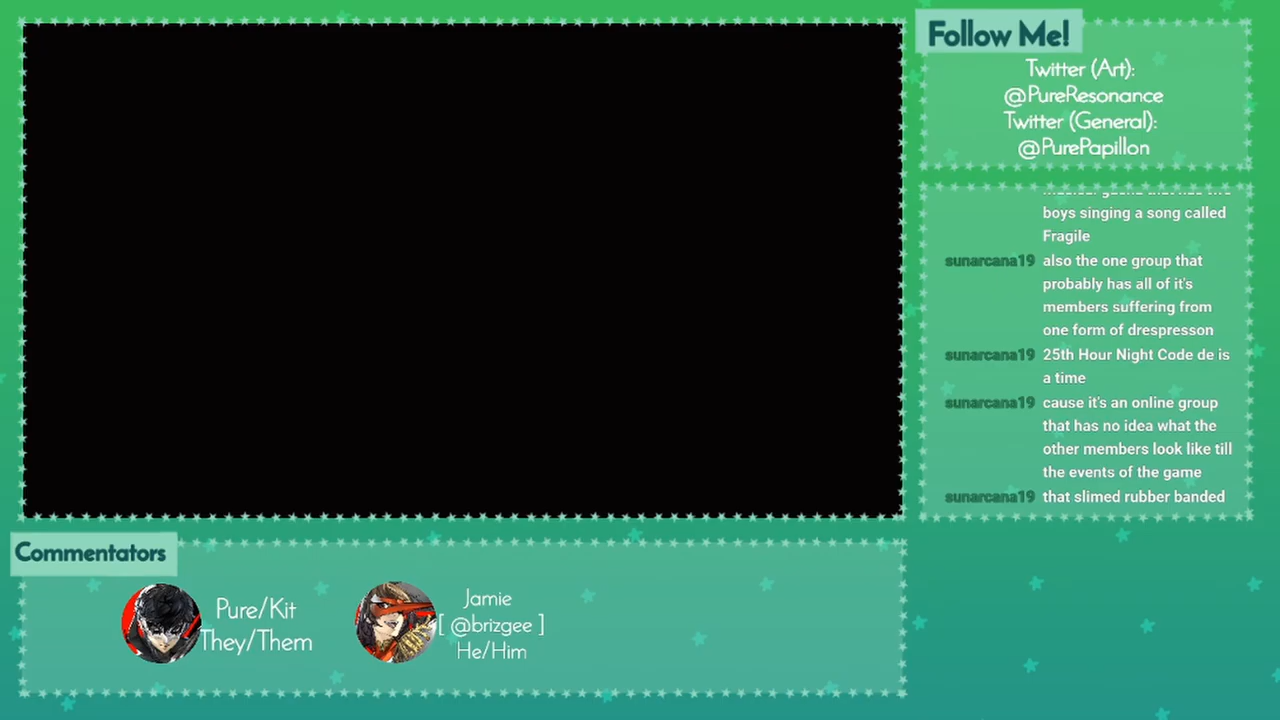 Follow Me!
Twitter (Art):
@PureResonance
Twitter (General):
@PurePapillon
boys singing a song called
Fragile
sunarcana19 also the one group that
probably has all of it's
members suffering from
one form of drespresson
sunarcana19 25th Hour Night Code de is
a time
sunarcana19 cause it's an online group
that has no idea what the
other members look like till
the events of the game
sunarcana19 that slimed rubber banded
Commentators
Pure/Kit
They/Them
Jamie
[ @brizgee ]
He/Him